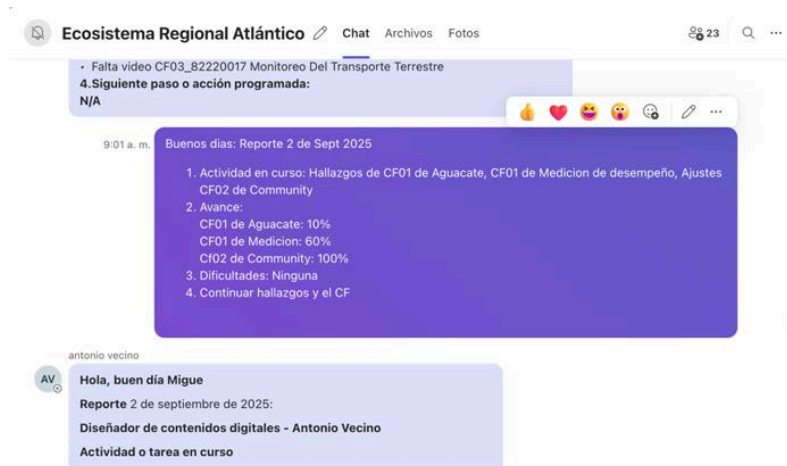 Ecosistema Regional Atlántico
Chat
Archivos
Fotos
23
• Falta video CF03_82220017 Monitoreo Del Transporte Terrestre
4.Siguiente paso o acción programada:
N/A
9:01 a. m.
Buenos dias: Reporte 2 de Sept 2025
1. Actividad en curso: Hallazgos de CF01 de Aguacate, CF01 de Medicion de desempeño, Ajustes
CF02 de Community
2. Avance:
CF01 de Aguacate: 10%
CF01 de Medicion: 60%
Cf02 de Community: 100%
3. Dificultades: Ninguna
4. Continuar hallazgos y el CF
antonio vecino
AV
Hola, buen día Migue
Reporte 2 de septiembre de 2025:
Diseñador de contenidos digitales - Antonio Vecino
Actividad o tarea en curso